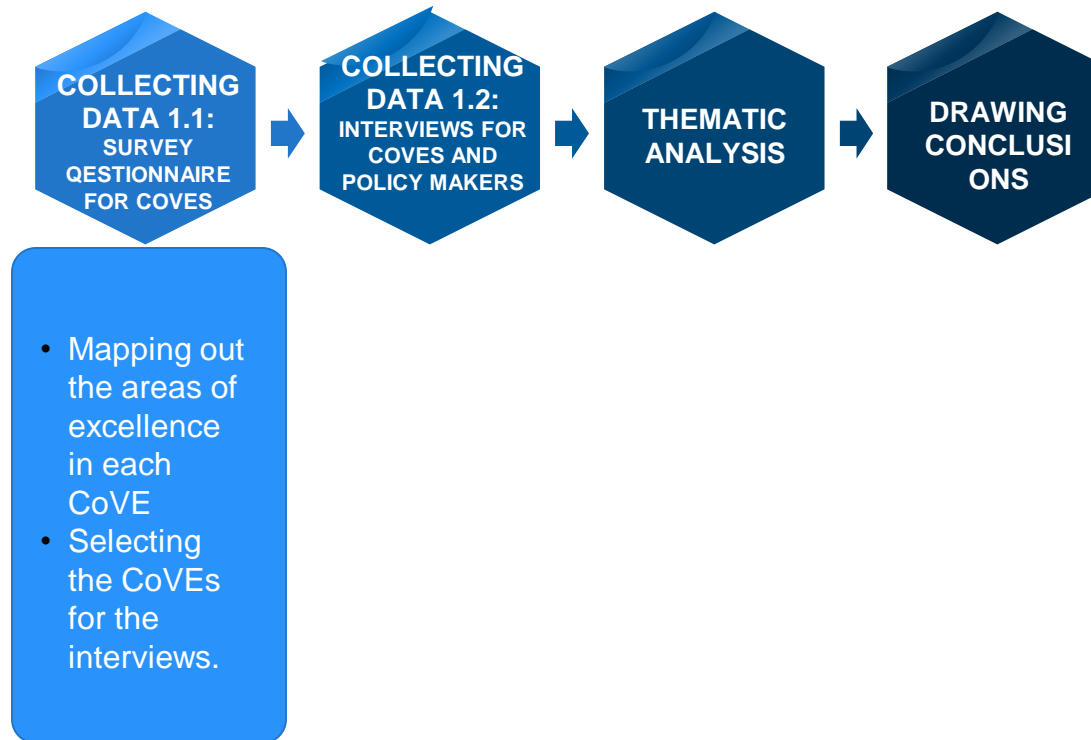 COLLECTING
DATA 1.1:
SURVEY
QESTIONNAIRE
FOR COVES
COLLECTING
DATA 1.2:
INTERVIEWS FOR
COVES AND
POLICY MAKERS
THEMATIC
ANALYSIS
DRAWING
CONCLUSI
ONS
• Mapping out
the areas of
excellence
in each
CoVE
• Selecting
the CoVEs
for the
interviews.